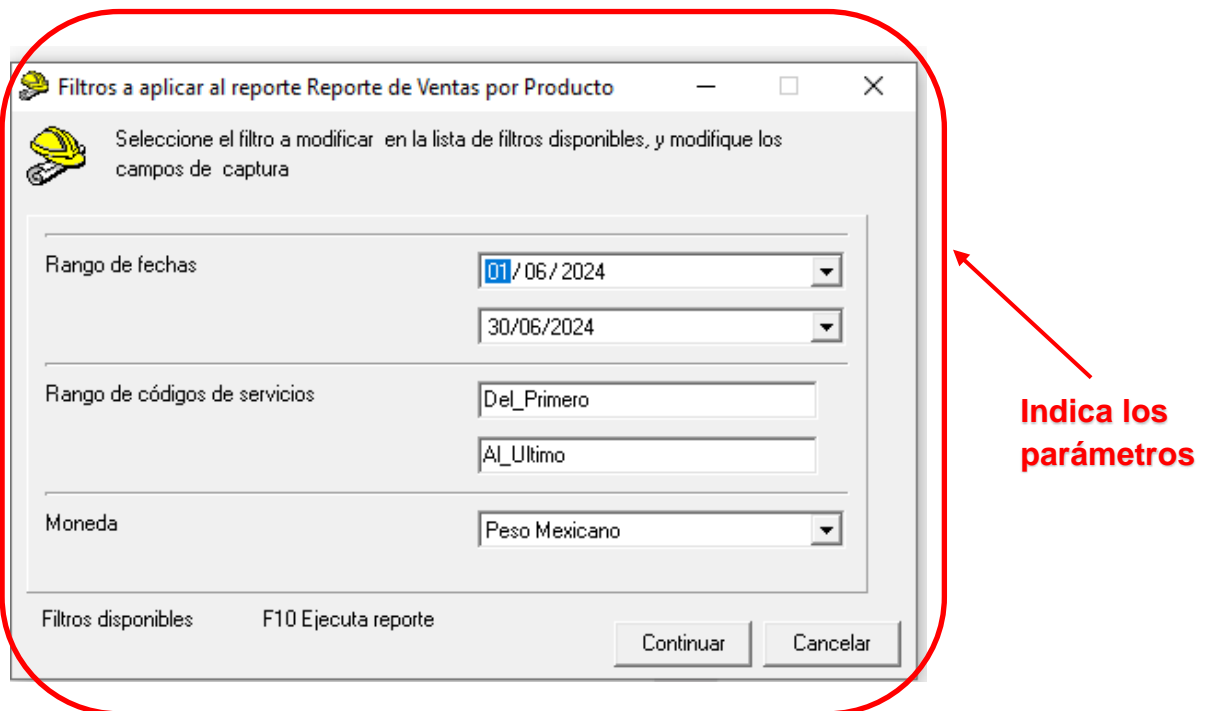 Filtros a aplicar al reporte Reporte de Ventas por Producto
Seleccione el filtro a modificar en la lista de filtros disponibles, y modifique los
campos de captura
Rango de fechas
01/ 06 / 2024
30/06/2024
Rango de códigos de servicios
Del_Primero
Al_Ultimo
Moneda
Peso Mexicano
Filtros disponibles
F10 Ejecuta reporte
Continuar
Cancelar
Indica los
parámetros